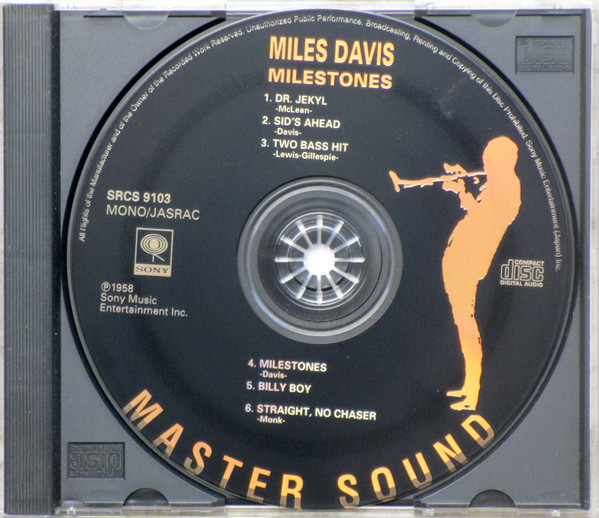 All Rights of the Manufacturer and of the Owner of the Recorded Work Reserved. Unauthorized Public Performance, Broadcasting, Renting and Copying of this Disc Prohibited. Sony Music Entertainment (Japan) Inc.
MILES DAVIS
MILESTONES
1. DR. JEKYL
-McLean-
2. SID'S AHEAD
-Davis-
3. TWO BASS HIT
-Lewis-Gillespie-
SRCS 9103
MONO/JASRAC
SONY
COMPACT
disc
DIGITAL AUDIO
℗1958
Sony Music
Entertainment Inc.
4. MILESTONES
-Davis-
5. BILLY BOY
6. STRAIGHT, NO CHASER
-Monk-
MASTER SOUND
disc